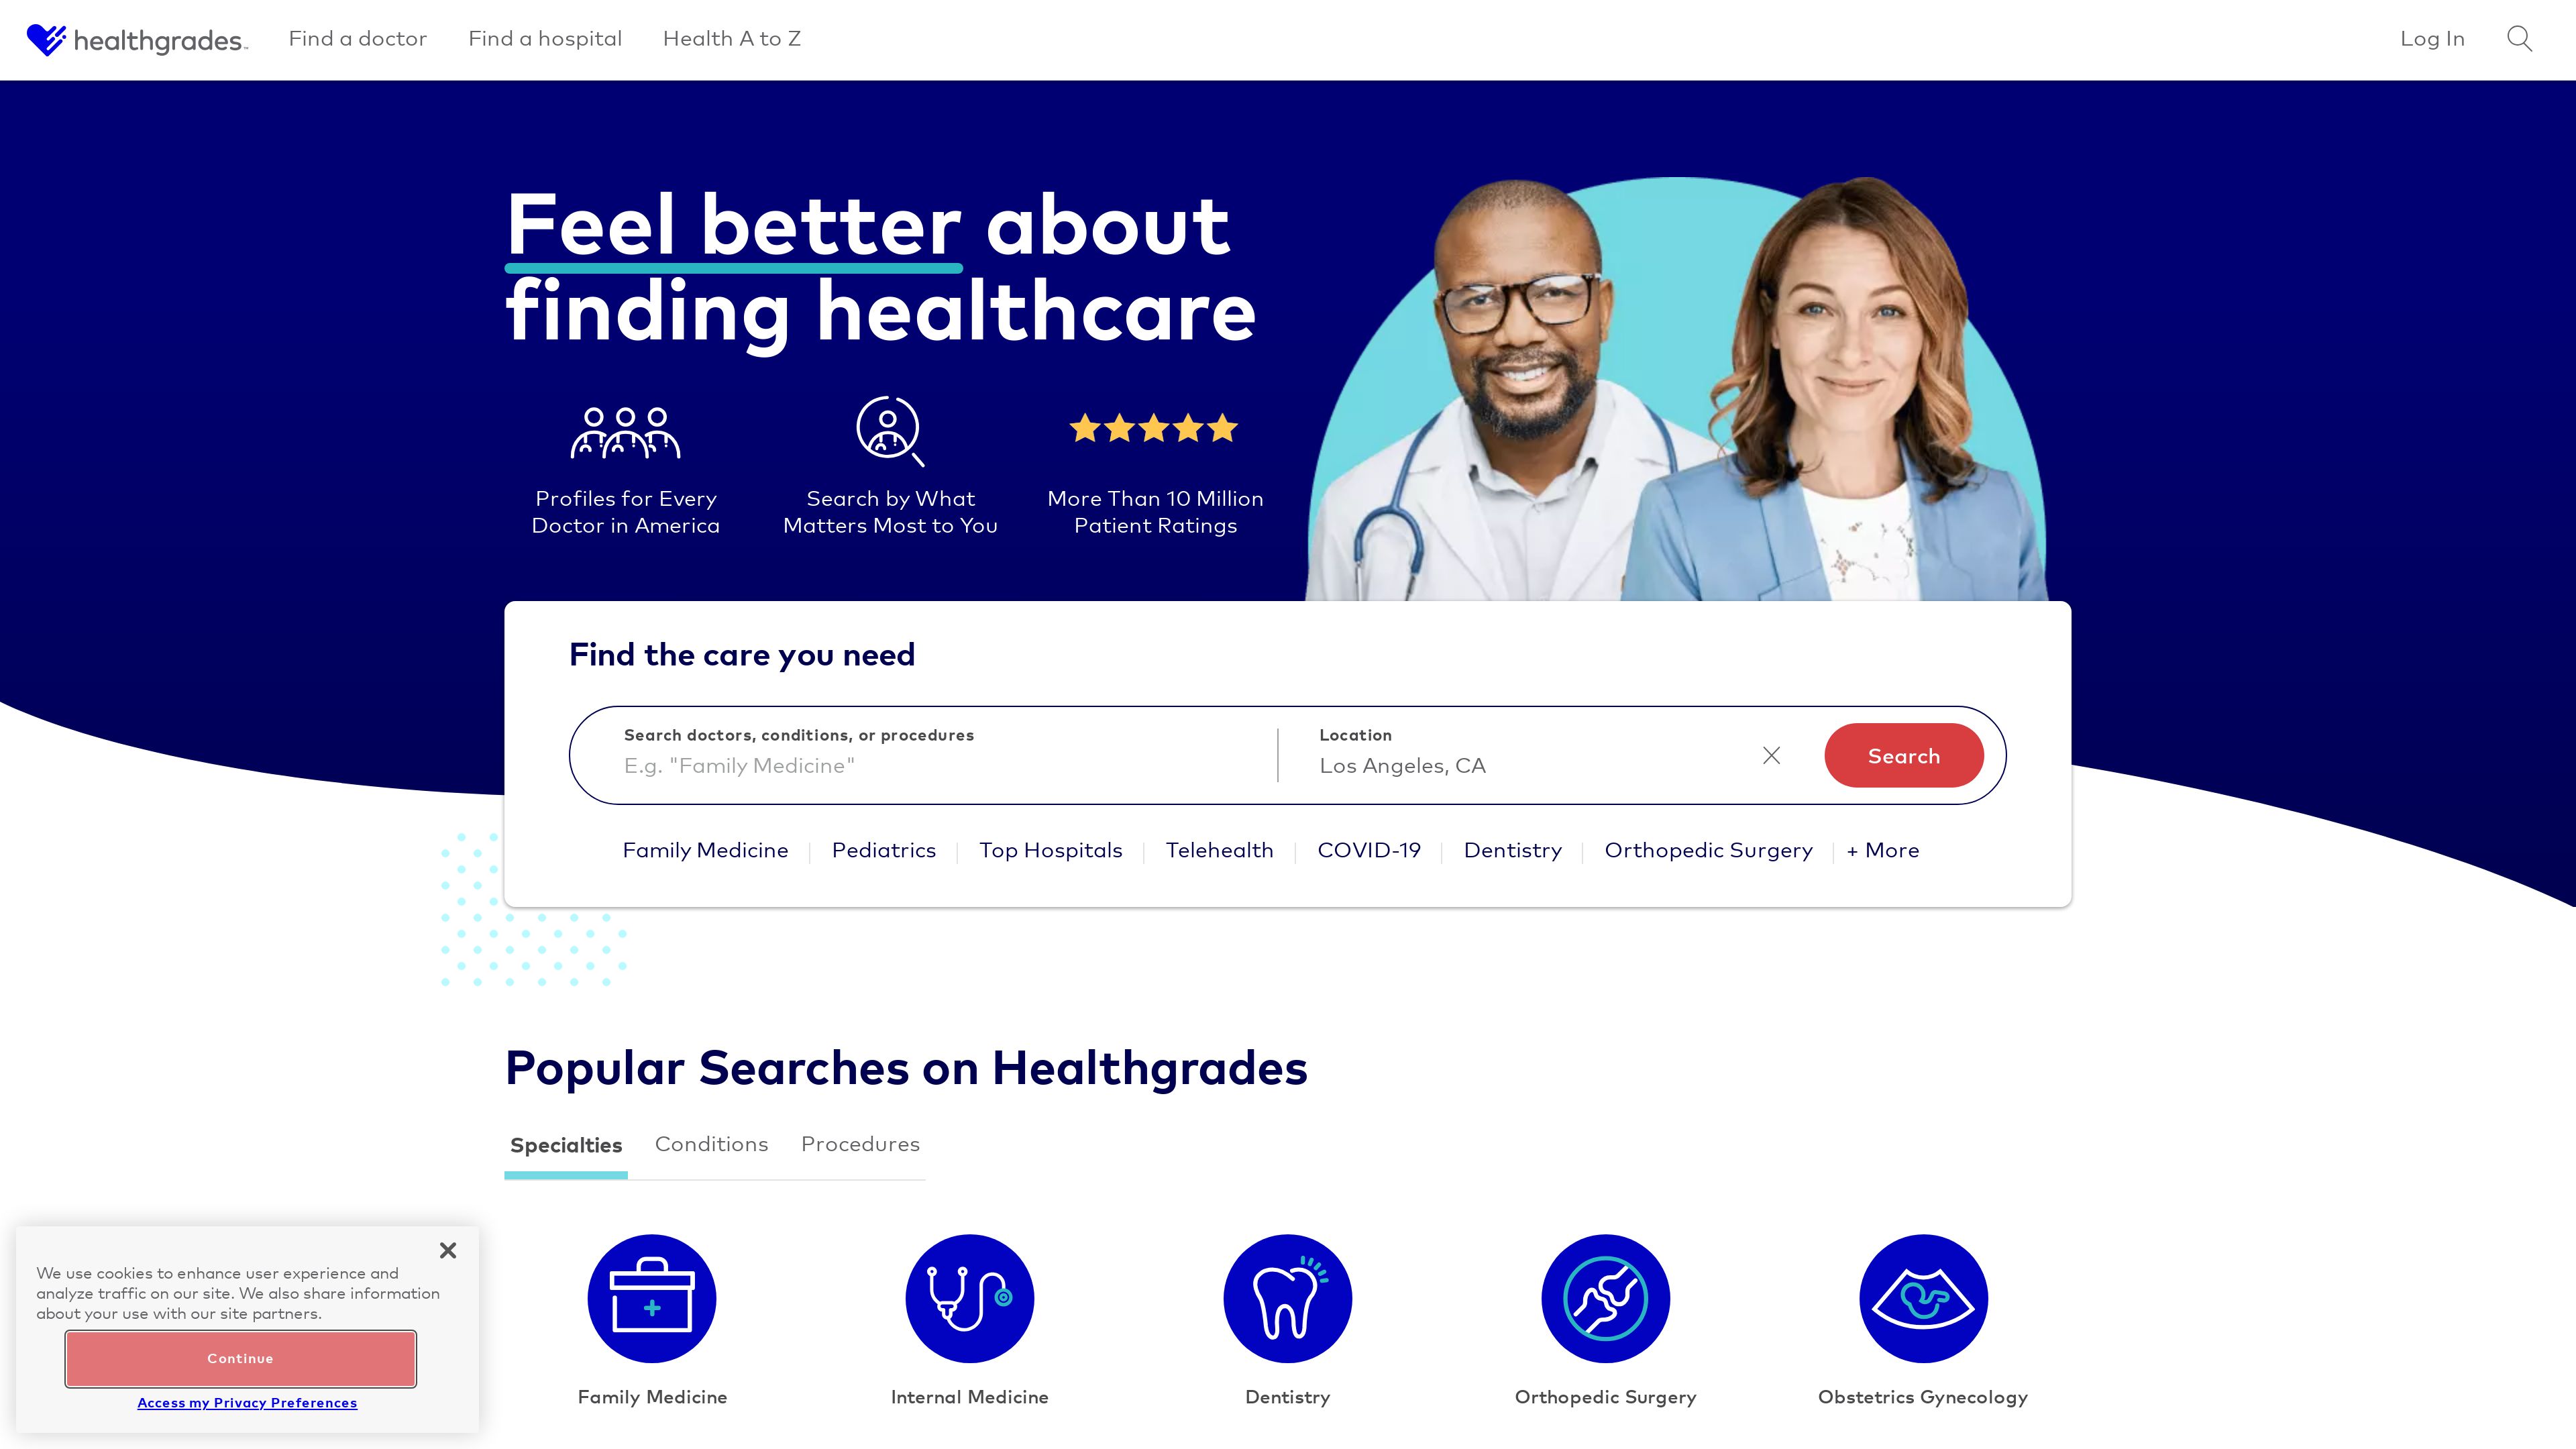 healthgrades™
Find a doctor
Find a hospital
Health A to Z
Log In
Feel better about
finding healthcare
Profiles for Every
Doctor in America
Search by What
Matters Most to You
More Than 10 Million
Patient Ratings
Find the care you need
Search doctors, conditions, or procedures
E.g. "Family Medicine"
Location
Los Angeles, CA
Search
Family Medicine
Pediatrics
Top Hospitals
Telehealth
COVID-19
Dentistry
Orthopedic Surgery
+ More
Popular Searches on Healthgrades
Specialties
Conditions
Procedures
Family Medicine
Internal Medicine
Dentistry
Orthopedic Surgery
Obstetrics Gynecology
We use cookies to enhance user experience and
analyze traffic on our site. We also share information
about your use with our site partners.
Continue
Access my Privacy Preferences